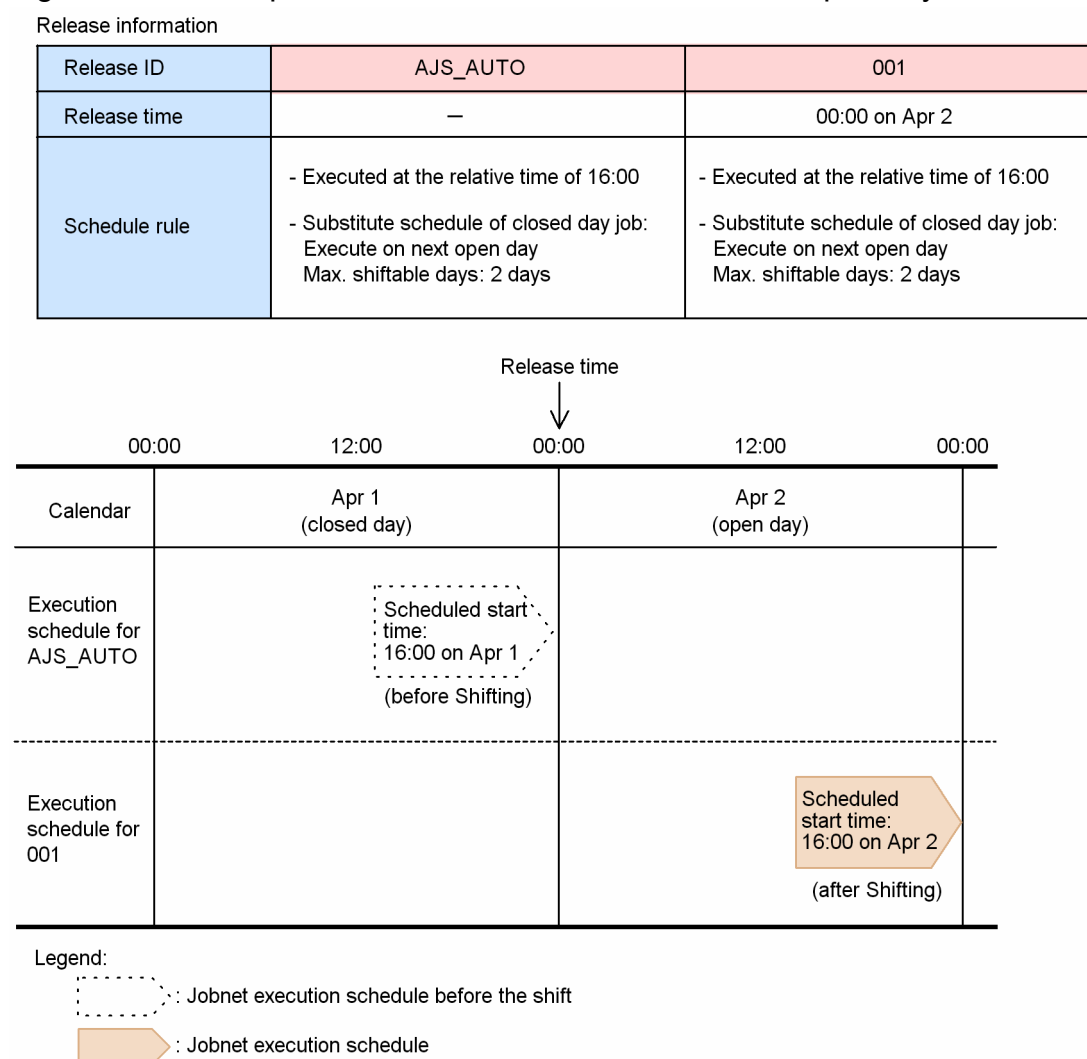 Release information
Release ID AJS_AUTO 001
Release time – 00:00 on Apr 2
Schedule rule
- Executed at the relative time of 16:00
- Substitute schedule of closed day job:
Execute on next open day
Max. shiftable days: 2 days
- Executed at the relative time of 16:00
- Substitute schedule of closed day job:
Execute on next open day
Max. shiftable days: 2 days
Release time
00:00 12:00 00:00 12:00 00:00
Calendar
Apr 1
(closed day)
Apr 2
(open day)
Execution
schedule for
AJS_AUTO
Scheduled start
time:
16:00 on Apr 1
(before Shifting)
Execution
schedule for
001
Scheduled
start time:
16:00 on Apr 2
(after Shifting)
Legend:
: Jobnet execution schedule before the shift
: Jobnet execution schedule